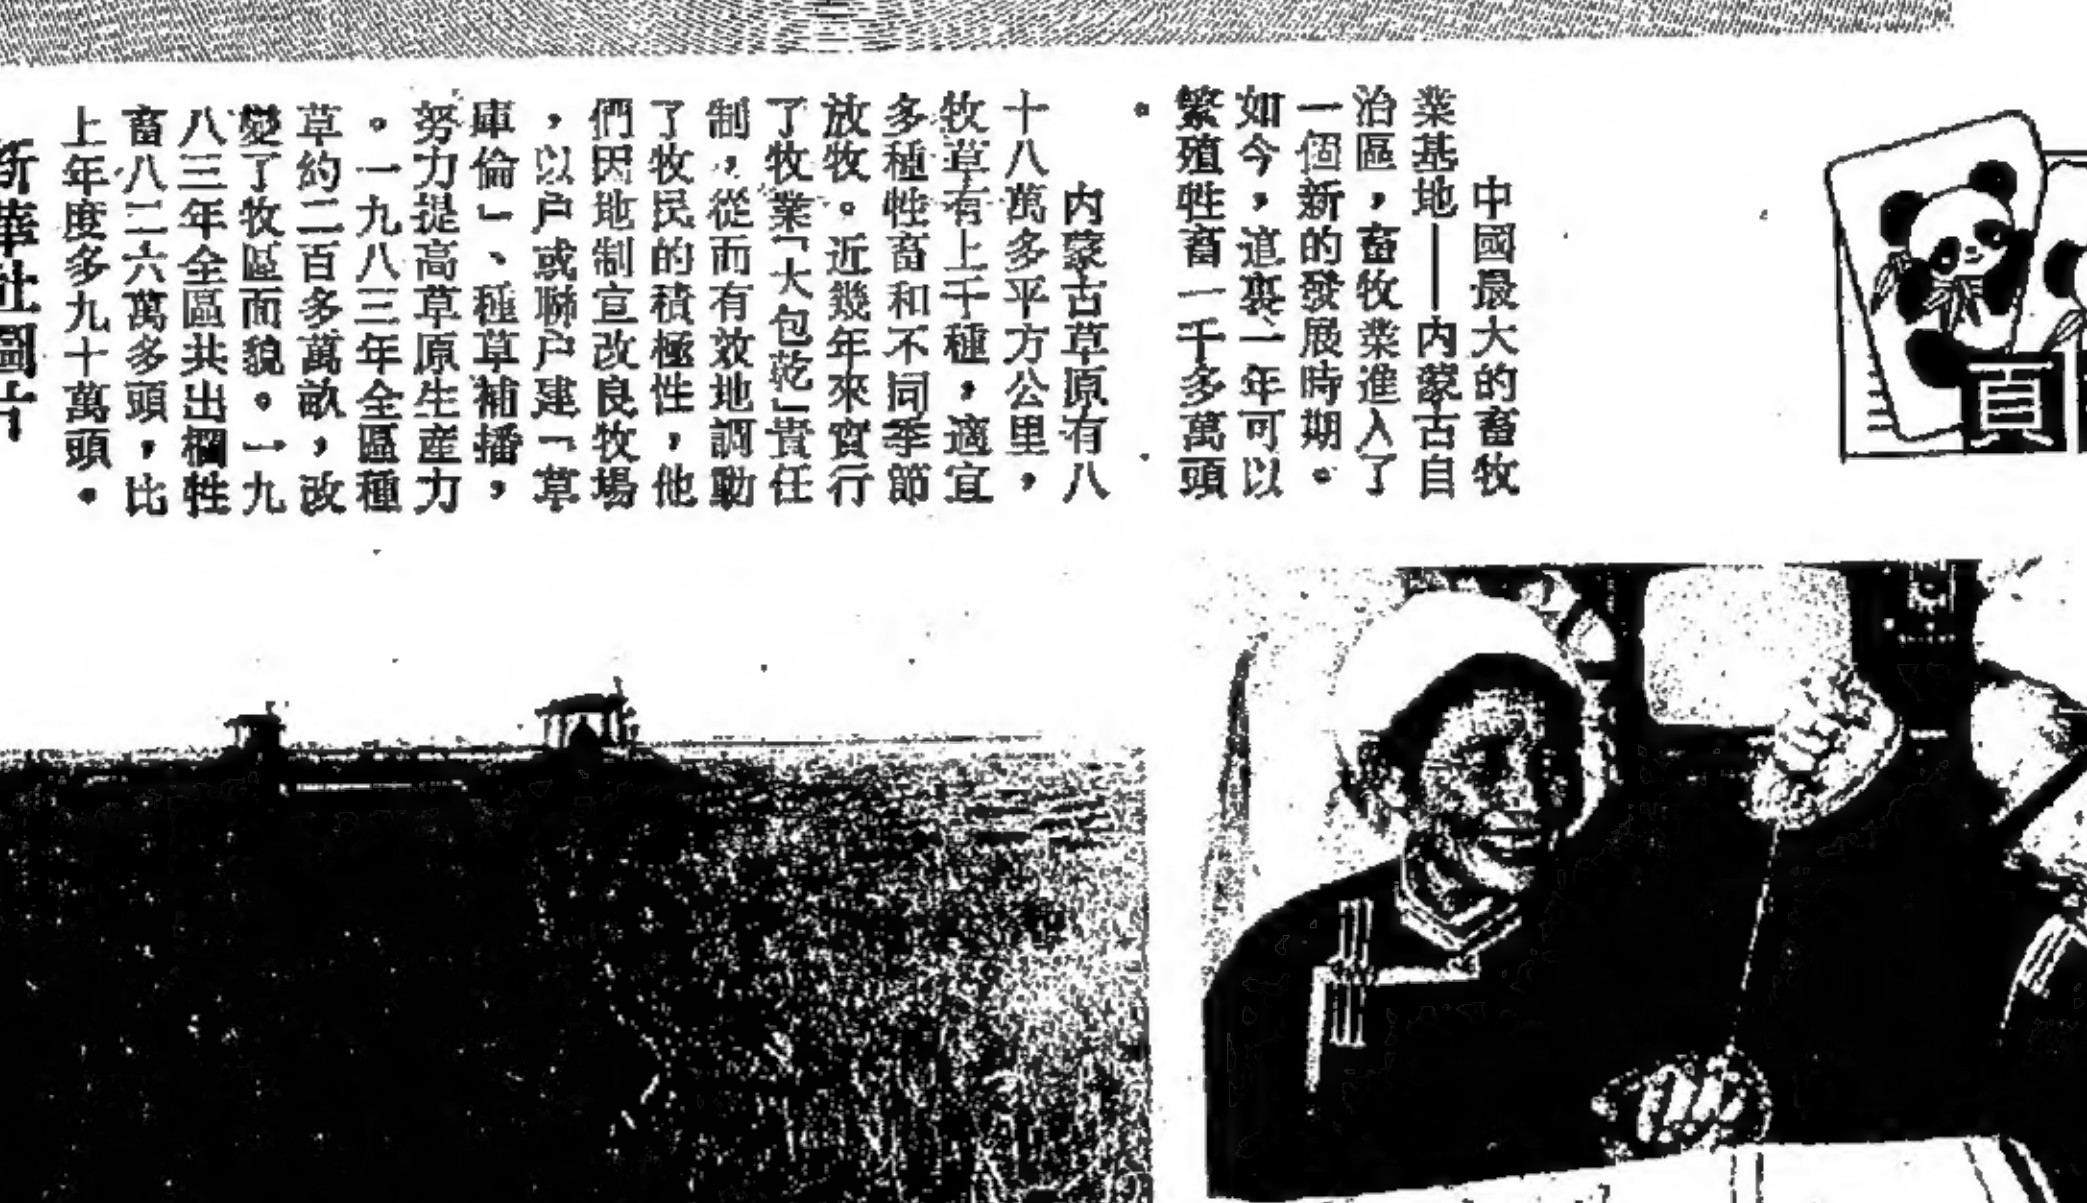 中國最大的畜牧
業基地——内蒙古自
治區，畜牧業進入了
一個新的發展時期。
如今，這裏一年可以
繁殖牲畜一千多萬頭
。
内蒙古草原有八
十八萬多平方公里，
牧草有上千種，適宜
多種牲畜和不同季節
放牧。近幾年來實行
了牧業「大包乾」責任
制，從而有效地調動
了牧民的積極性，他
們因地制宜改良牧場
，以户或聯户建「草
庫倫」、種草補播，
努力提高草原生産力
。一九八三年全區種
草約二百多萬畝，改
變了牧區面貌。一九
八三年全區共出欄牲
畜八二六萬多頭，比
上年度多九十萬頭。
新華社圖片
頁